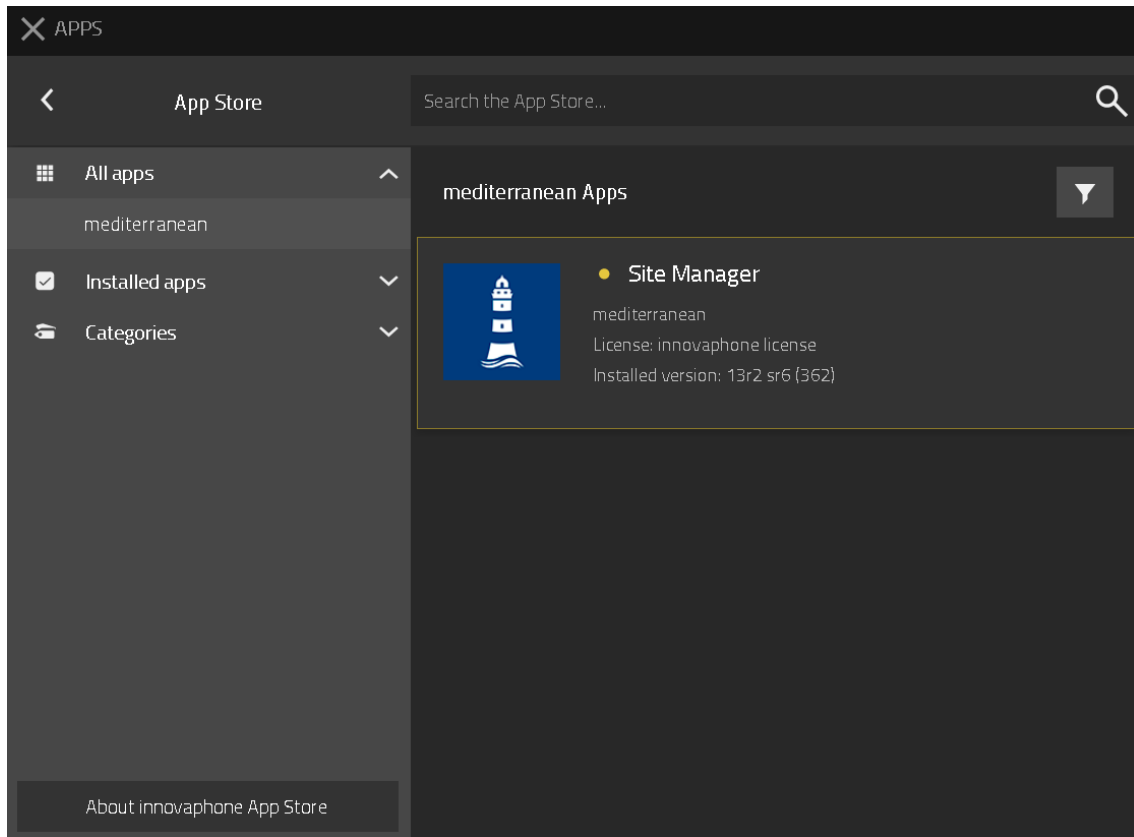 APPS
App Store
Search the App Store...
All apps
mediterranean
Installed apps
Categories
About innovaphone App Store
mediterranean Apps
Site Manager
mediterranean
License: innovaphone license
Installed version: 13r2 sr6 (362)